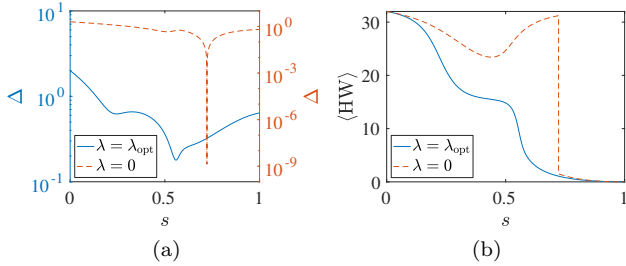 10^1
10^0
10^{-1}
Δ
10^0
10^{-3}
10^{-6}
10^{-9}
Δ
λ = λ_opt
λ = 0
0 0.5 1
s
(a)
30
20
10
0
⟨HW⟩
λ = λ_opt
λ = 0
0 0.5 1
s
(b)